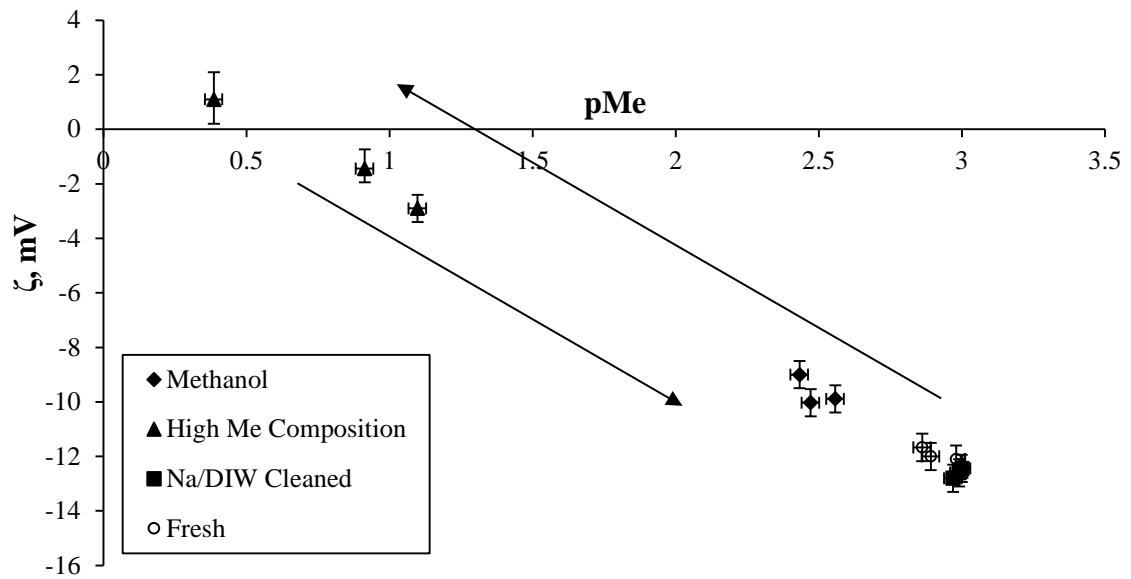 4
2
pMe
0
0 0.5 1 1.5 2 2.5 3 3.5
-2
-4
-6
-8
-10
-12
-14
-16
ζ, mV
Methanol
High Me Composition
Na/DIW Cleaned
Fresh